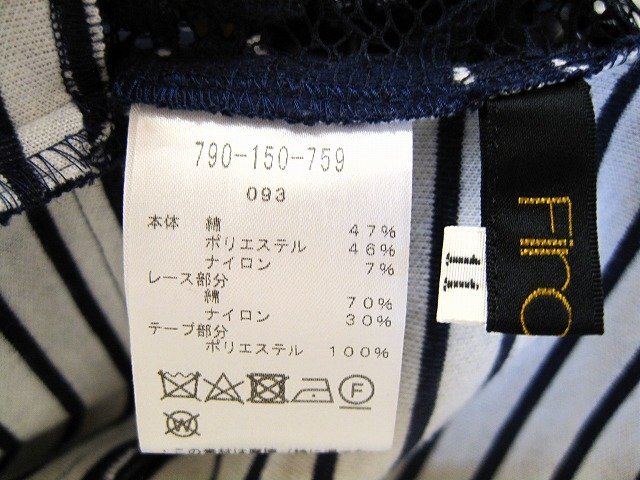 790-150-759
093
本体 綿 47%
ポリエステル 46%
ナイロン 7%
レース部分
綿 70%
ナイロン 30%
テープ部分
ポリエステル 100%
F
W
Firo
II